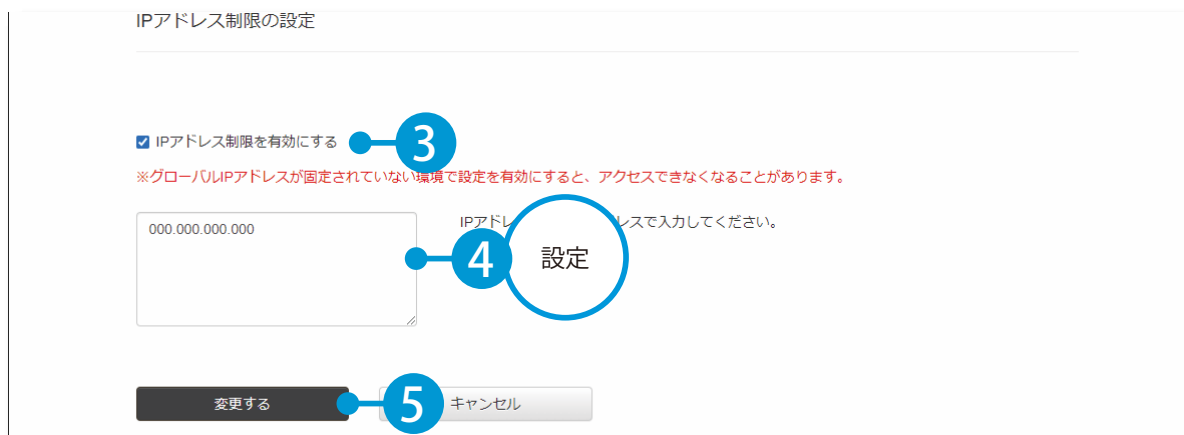 IPアドレス制限の設定
IPアドレス制限を有効にする
3
※グローバルIPアドレスが固定されていない環境で設定を有効にすると、アクセスできなくなることがあります。
000.000.000.000
IPアドレ
レスで入力してください。
4
設定
変更する
5
キャンセル